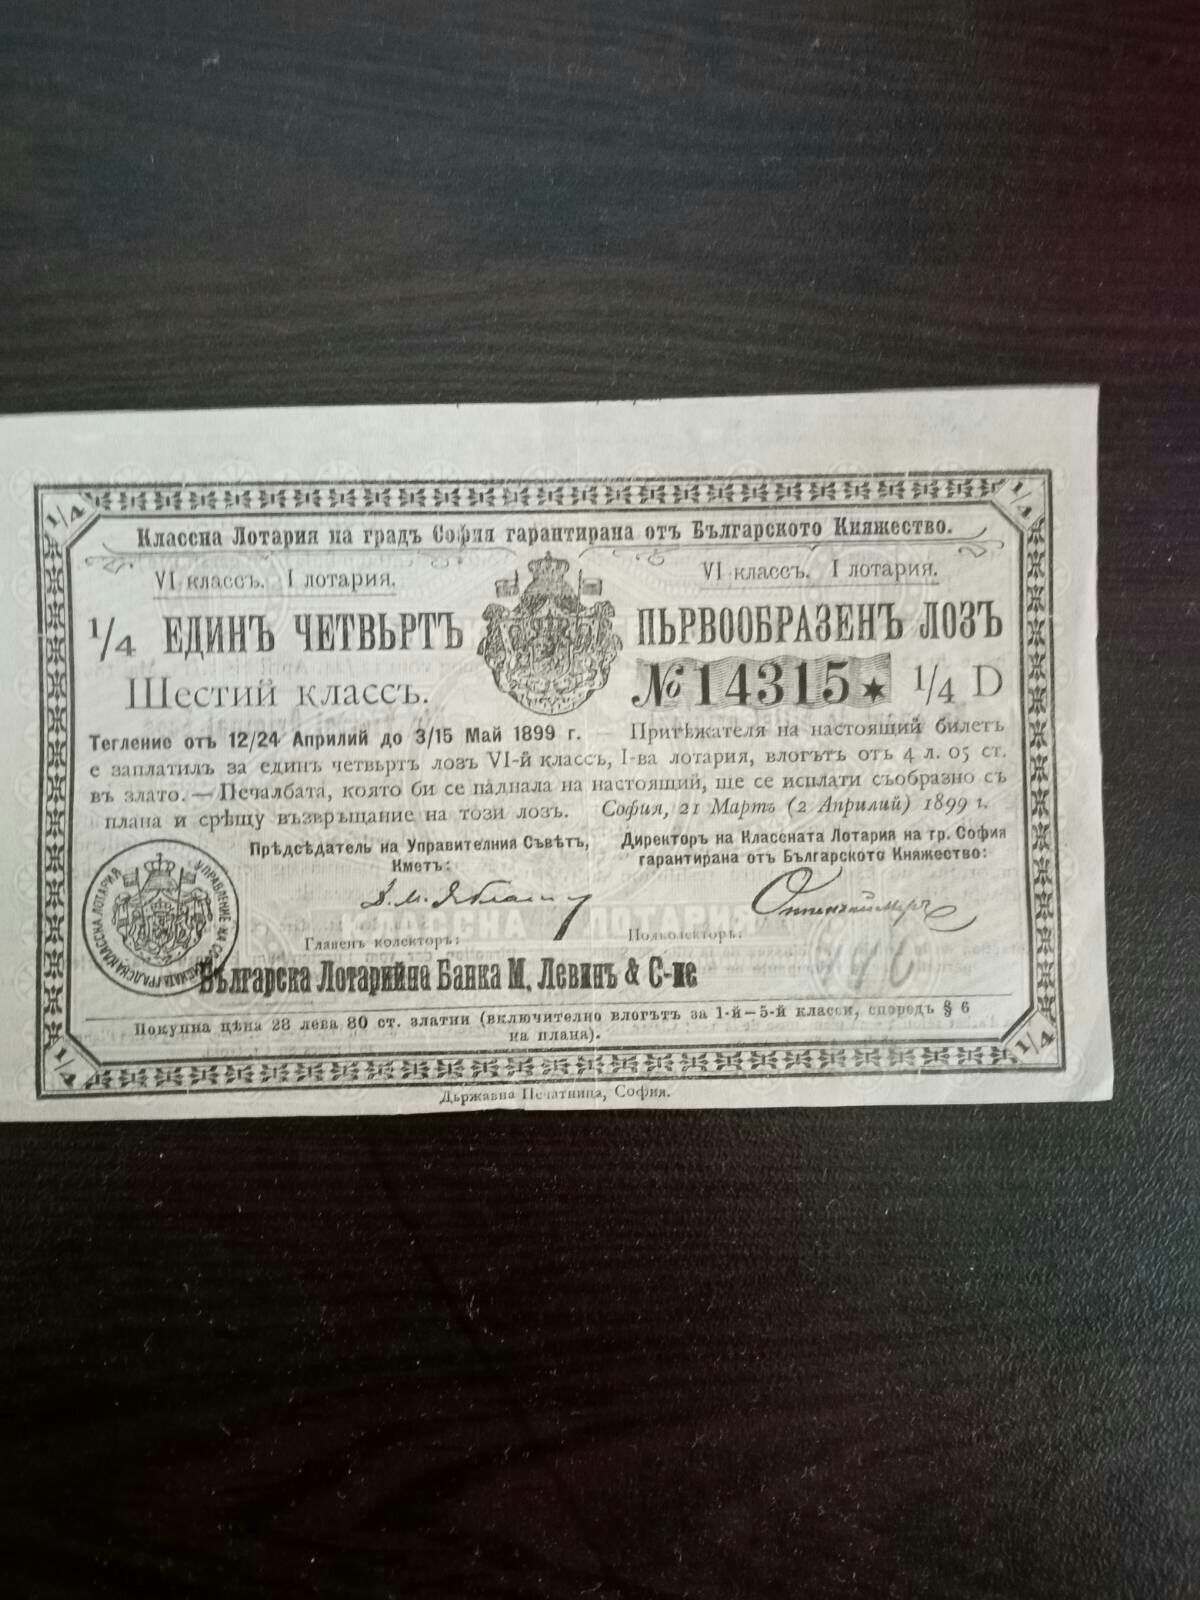 Классна Лотария на градъ София гарантирана отъ Българското Княжество.
VI классъ. I лотария.
VI классъ. I лотария.
1/4 ЕДИНЪ ЧЕТВЬРТЪ
ПЪРВООБРАЗЕНЪ ЛОЗЪ
Шестий классъ.
№ 14315★ 1/4 D
Тегление отъ 12/24 Априлий до 3/15 Май 1899 г. Притѣжателя на настоящий билетъ
е заплатилъ за единъ четвьртъ лозъ VI-й классъ, I-ва лотария, влогътъ отъ 4 л. 05 ст.
въ злато. — Печалбата, която би се паднала на настоящий, ще се исплати съобразно съ
плана и срѣщу възвръщание на този лозъ. София, 21 Мартъ (2 Априлий) 1899 г.
Прѣдсѣдатель на Управителния Съвѣтъ,
Кметъ:
Директоръ на Классната Лотария на гр. София
гарантирана отъ Българското Княжество:
Главенъ колекторъ:
Подколекторъ:
Българска Лотарийна Банка М. Левинъ & С-ие
Покупна цѣна 28 лева 80 ст. златни (включително влогътъ за 1-й—5-й класси, споредъ § 6
на плана).
1/4
1/4
1/4
1/4
КЛАССНА ЛОТАРИЯ
Държавна Печатница, София.